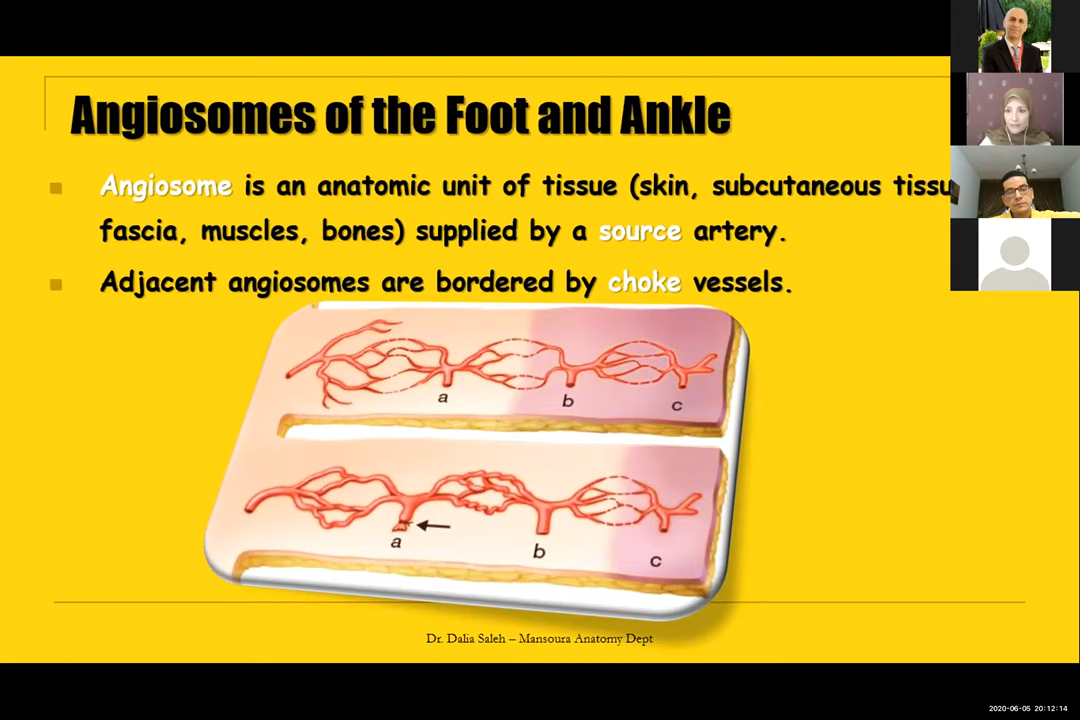 Angiosomes of the Foot and Ankle
Angiosome is an anatomic unit of tissue (skin, subcutaneous
fascia, muscles, bones) supplied by a source artery.
Adjacent angiosomes are bordered by choke vessels.
a b c
a b c
Dr. Dalia Saleh – Mansoura Anatomy Dept
2020-06-05 20:12:14